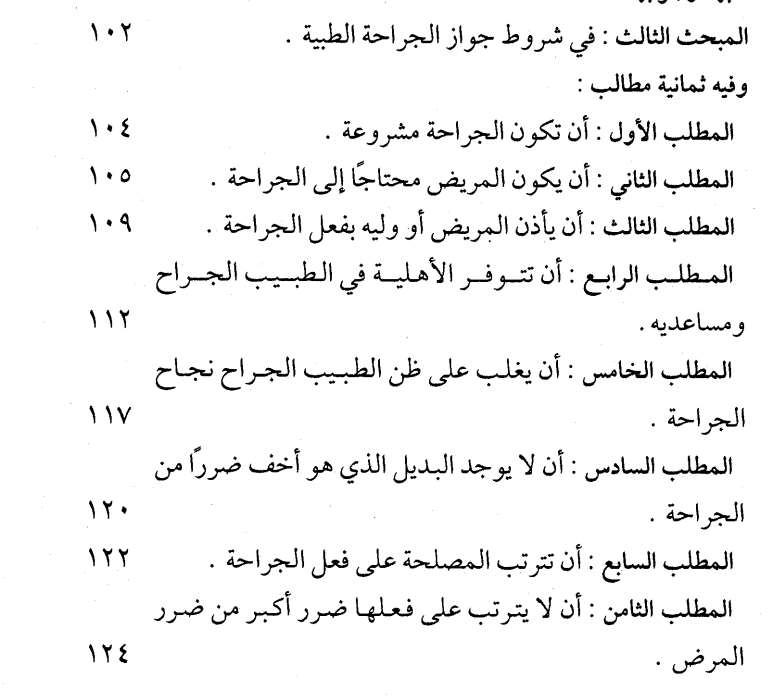 المبحث الثالث : في شروط جواز الجراحة الطبية . ١٠٢
وفيه ثمانية مطالب :
المطلب الأول : أن تكون الجراحة مشروعة . ١٠٤
المطلب الثاني : أن يكون المريض محتاجًا إلى الجراحة . ١٠٥
المطلب الثالث : أن يأذن المريض أو وليه بفعل الجراحة . ١٠٩
المطلب الرابع : أن تتوفر الأهلية في الطبيب الجراح
ومساعديه . ١١٢
المطلب الخامس : أن يغلب على ظن الطبيب الجراح نجاح
الجراحة . ١١٧
المطلب السادس : أن لا يوجد البديل الذي هو أخف ضررًا من
الجراحة . ١٢٠
المطلب السابع : أن تترتب المصلحة على فعل الجراحة . ١٢٢
المطلب الثامن : أن لا يترتب على فعلها ضرر أكبر من ضرر
المرض . ١٢٤